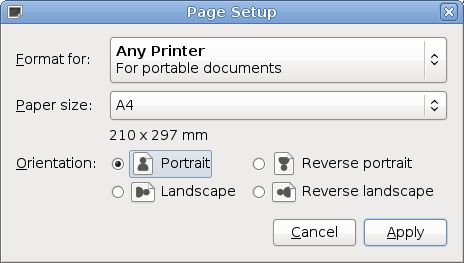 Page Setup
Format for:
Any Printer
For portable documents
Paper size:
A4
210 x 297 mm
Orientation:
Portrait
Reverse portrait
Landscape
Reverse landscape
Cancel
Apply